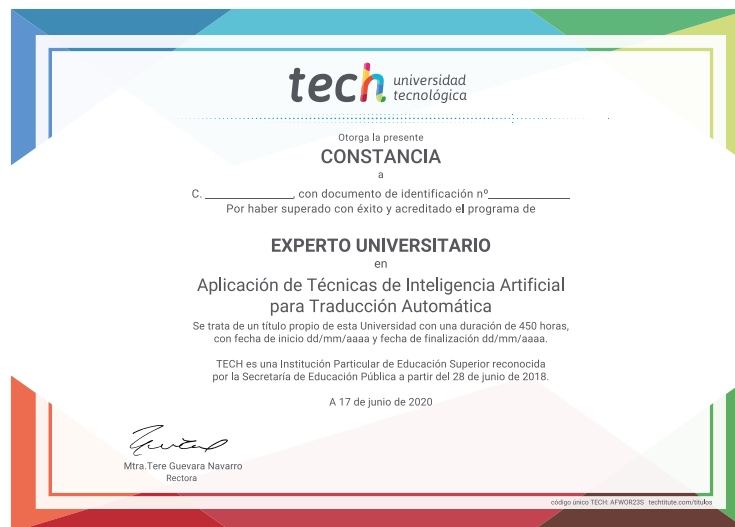 tech universidad
tecnológica
Otorga la presente
CONSTANCIA
a
C. ______________, con documento de identificación nº______________
Por haber superado con éxito y acreditado el programa de
EXPERTO UNIVERSITARIO
en
Aplicación de Técnicas de Inteligencia Artificial
para Traducción Automática
Se trata de un título propio de esta Universidad con una duración de 450 horas,
con fecha de inicio dd/mm/aaaa y fecha de finalización dd/mm/aaaa.
TECH es una Institución Particular de Educación Superior reconocida
por la Secretaría de Educación Pública a partir del 28 de junio de 2018.
A 17 de junio de 2020
Mtra.Tere Guevara Navarro
Rectora
código único TECH: AFWOR23S techtitute.com/titulos